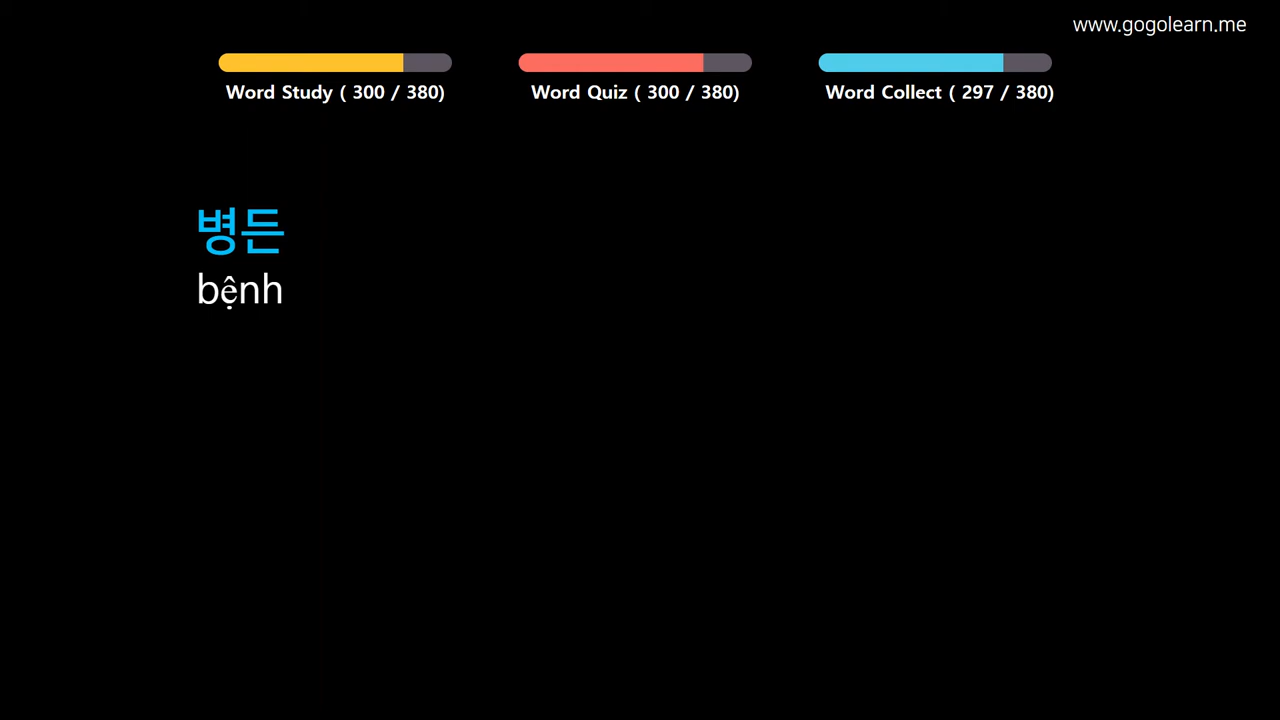 www.gogolearn.me
Word Study ( 300 / 380)
Word Quiz ( 300 / 380)
Word Collect ( 297 / 380)
병든
bệnh